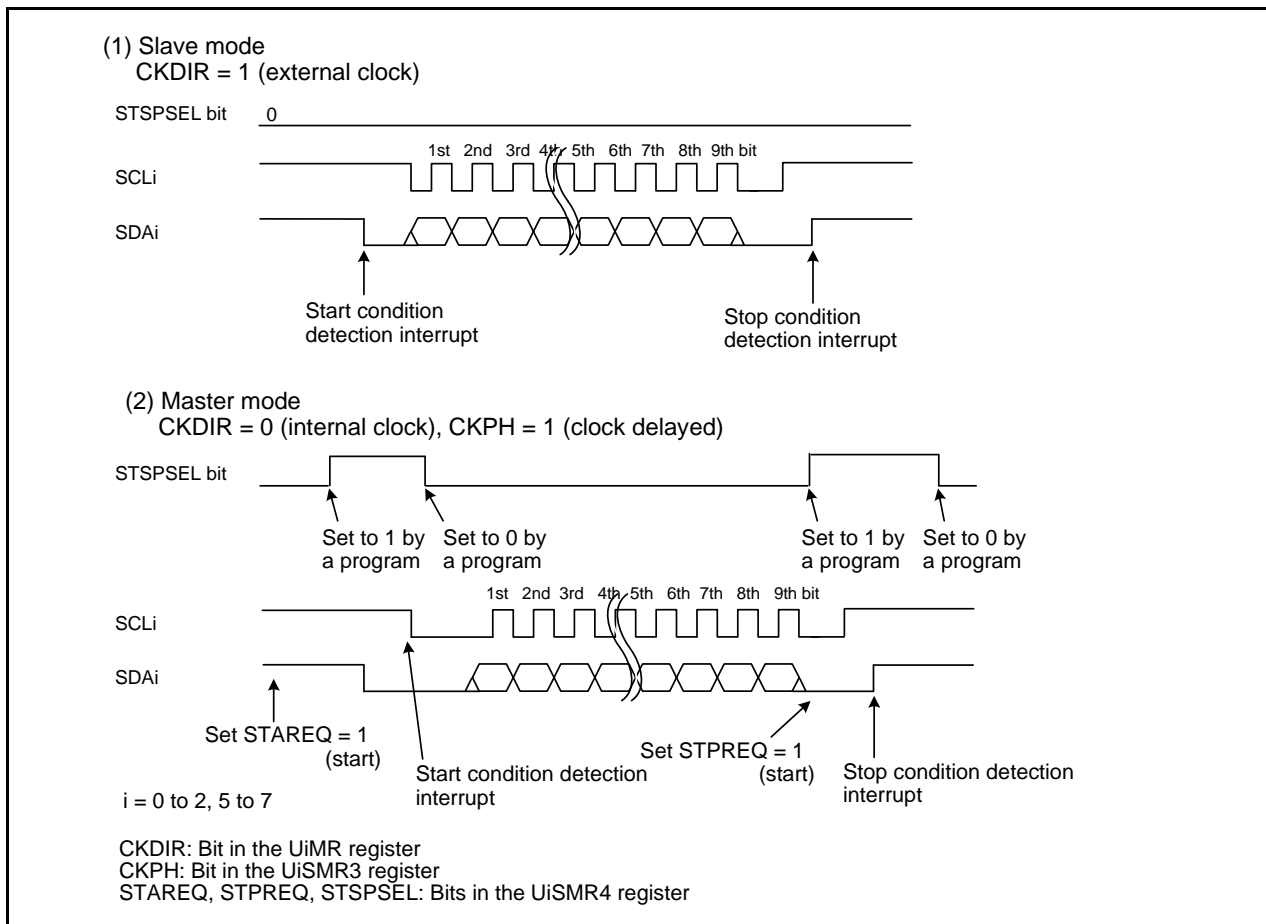 (1) Slave mode
CKDIR = 1 (external clock)
STSPSEL bit 0
1st 2nd 3rd 4th 5th 6th 7th 8th 9th bit
SCLi
SDAi
Start condition
detection interrupt
Stop condition
detection interrupt
(2) Master mode
CKDIR = 0 (internal clock), CKPH = 1 (clock delayed)
STSPSEL bit
Set to 1 by
a program
Set to 0 by
a program
Set to 1 by
a program
Set to 0 by
a program
1st 2nd 3rd 4th 5th 6th 7th 8th 9th bit
SCLi
SDAi
Set STAREQ = 1
(start)
Start condition detection
interrupt
Set STPREQ = 1
(start)
Stop condition detection
interrupt
i = 0 to 2, 5 to 7
CKDIR: Bit in the UiMR register
CKPH: Bit in the UiSMR3 register
STAREQ, STPREQ, STSPSEL: Bits in the UiSMR4 register